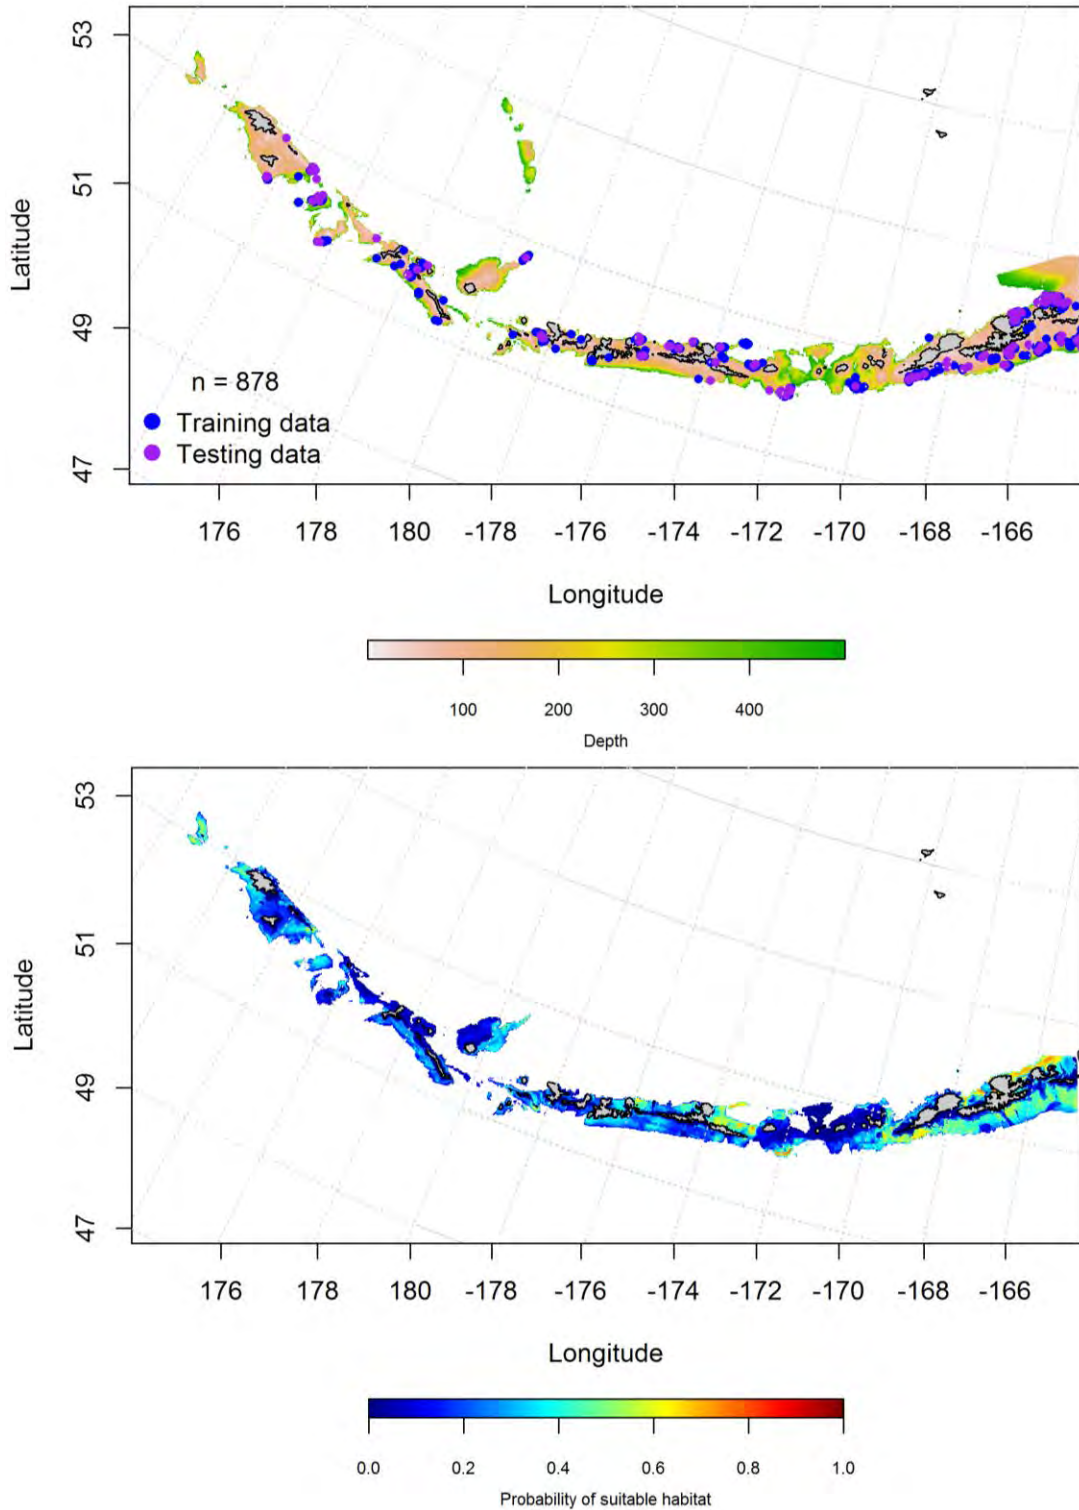 53
51
49
47
Latitude
n = 878
Training data
Testing data
176 178 180 -178 -176 -174 -172 -170 -168 -166
Longitude
100 200 300 400
Depth
53
51
49
47
Latitude
176 178 180 -178 -176 -174 -172 -170 -168 -166
Longitude
0.0 0.2 0.4 0.6 0.8 1.0
Probability of suitable habitat